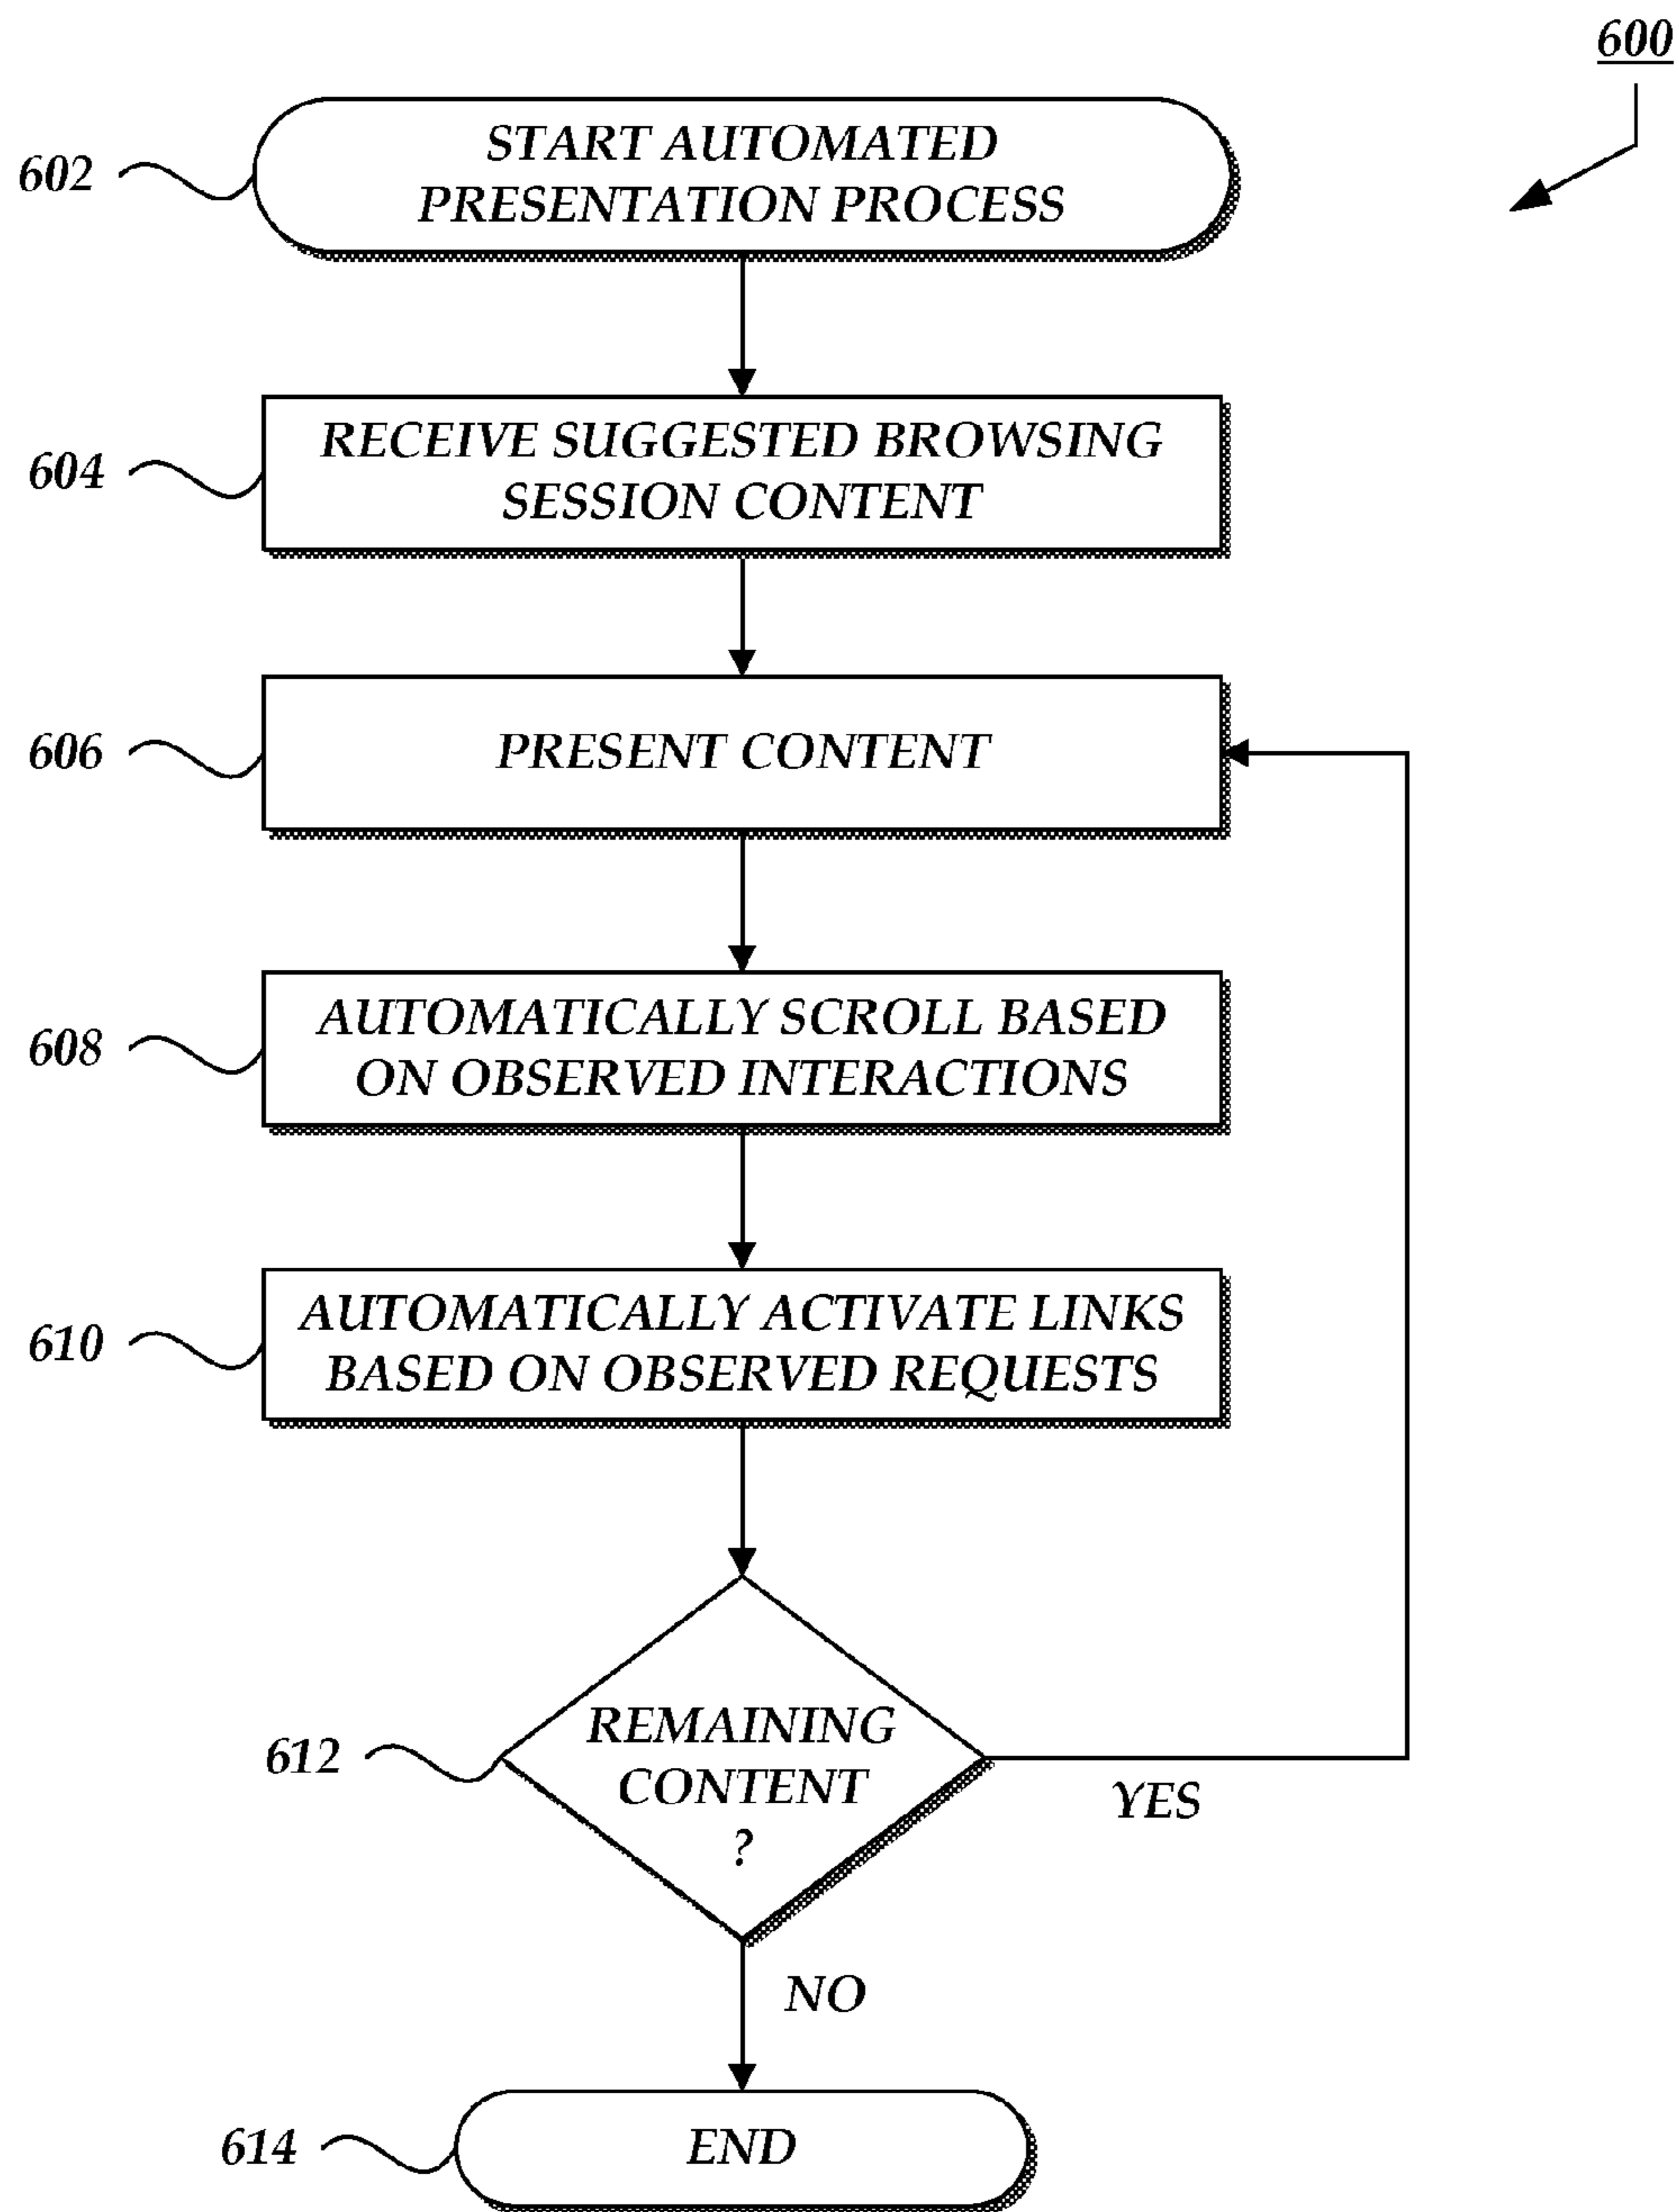 600
602
START AUTOMATED
PRESENTATION PROCESS
604
RECEIVE SUGGESTED BROWSING
SESSION CONTENT
606
PRESENT CONTENT
608
AUTOMATICALLY SCROLL BASED
ON OBSERVED INTERACTIONS
610
AUTOMATICALLY ACTIVATE LINKS
BASED ON OBSERVED REQUESTS
612
REMAINING
CONTENT
?
YES
NO
614
END